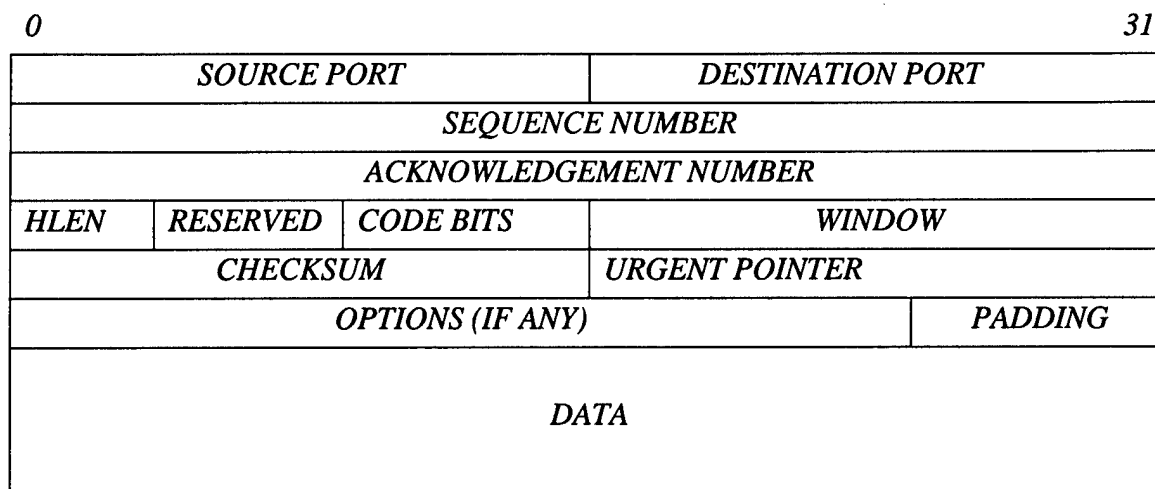 0 31
SOURCE PORT DESTINATION PORT
SEQUENCE NUMBER
ACKNOWLEDGEMENT NUMBER
HLEN RESERVED CODE BITS WINDOW
CHECKSUM URGENT POINTER
OPTIONS (IF ANY) PADDING
DATA